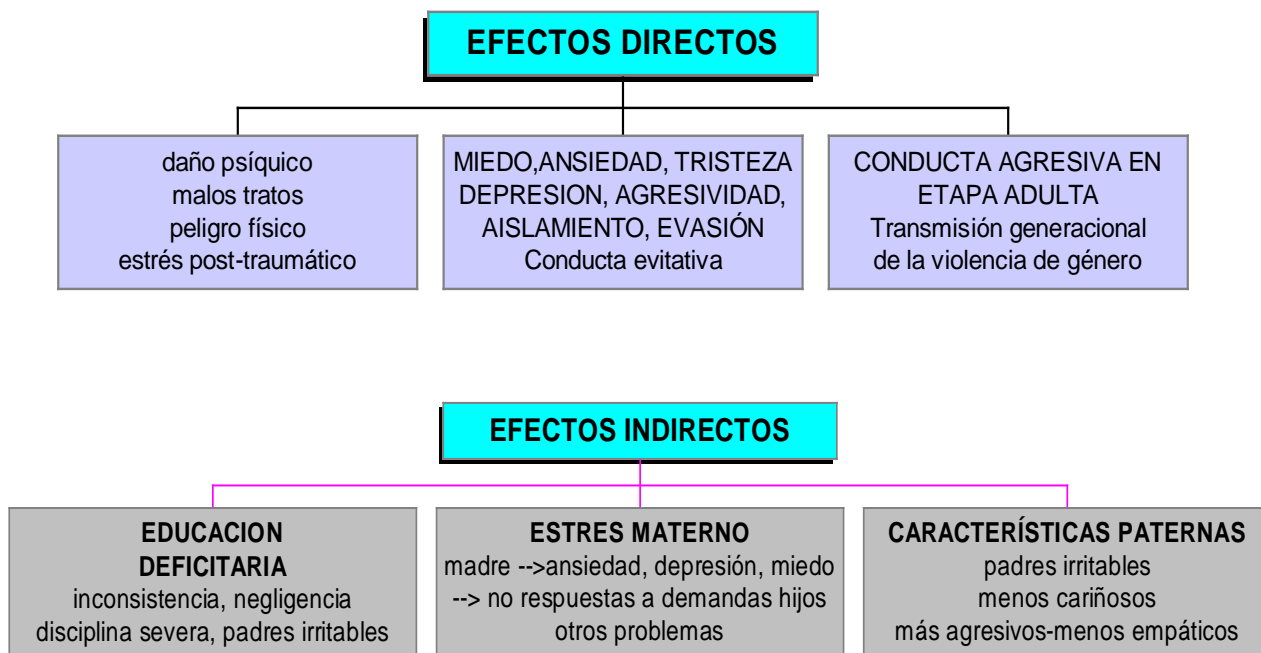 EFECTOS DIRECTOS
daño psíquico
malos tratos
peligro físico
estrés post-traumático
MIEDO,ANSIEDAD, TRISTEZA
DEPRESION, AGRESIVIDAD,
AISLAMIENTO, EVASIÓN
Conducta evitativa
CONDUCTA AGRESIVA EN
ETAPA ADULTA
Transmisión generacional
de la violencia de género
EFECTOS INDIRECTOS
EDUCACION
DEFICITARIA
inconsistencia, negligencia
disciplina severa, padres irritables
ESTRES MATERNO
madre -->ansiedad, depresión, miedo
--> no respuestas a demandas hijos
otros problemas
CARACTERÍSTICAS PATERNAS
padres irritables
menos cariñosos
más agresivos-menos empáticos